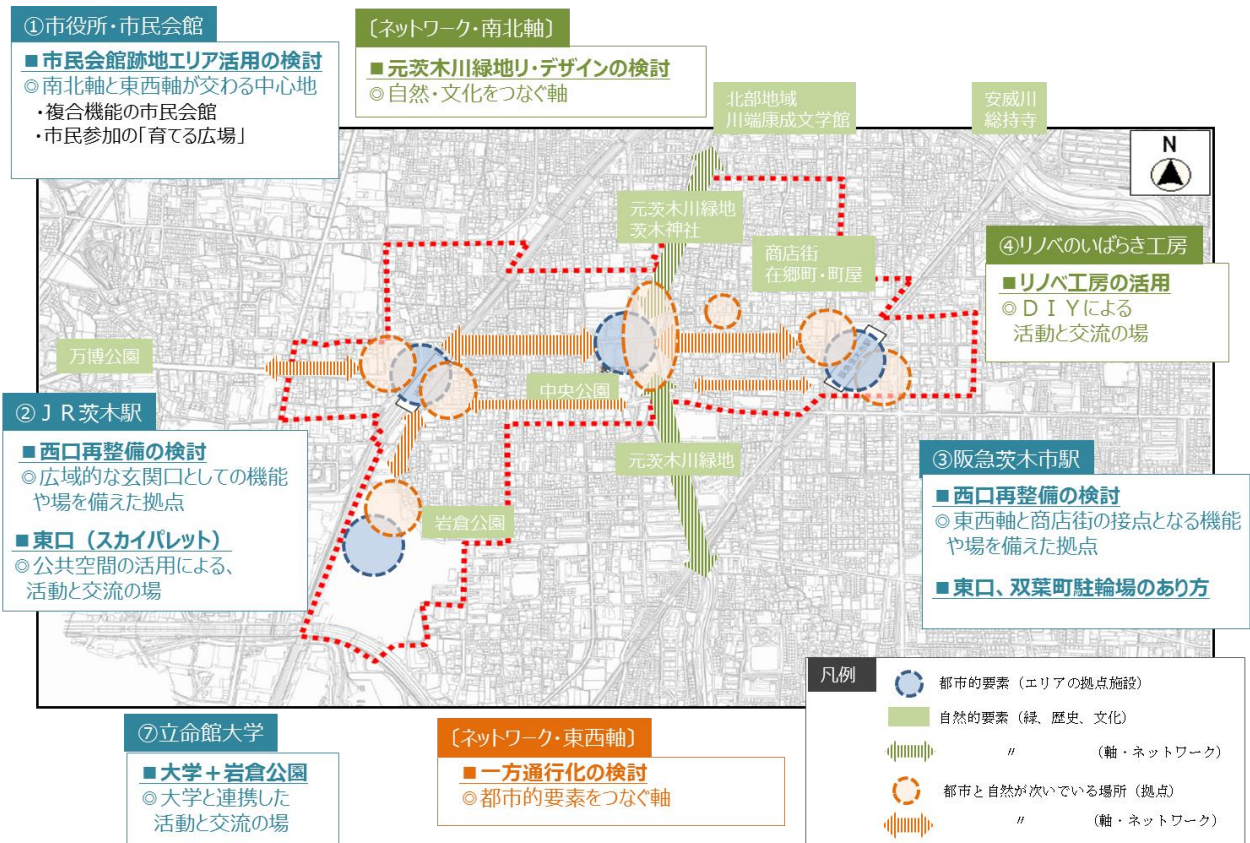 ①市役所・市民会館
■市民会館跡地エリア活用の検討
◎南北軸と東西軸が交わる中心地
・複合機能の市民会館
・市民参加の「育てる広場」
〔ネットワーク・南北軸〕
■元茨木川緑地リ・デザインの検討
◎自然・文化をつなぐ軸
北部地域
川端康成文学館
安威川
総持寺
N
元茨木川緑地
茨木神社
商店街
在郷町・町屋
④リノベのいばらき工房
■リノベ工房の活用
◎ＤＩＹによる
活動と交流の場
万博公園
中央公園
②ＪＲ茨木駅
■西口再整備の検討
◎広域的な玄関口としての機能
や場を備えた拠点
■東口（スカイパレット）
◎公共空間の活用による、
活動と交流の場
元茨木川緑地
岩倉公園
③阪急茨木市駅
■西口再整備の検討
◎東西軸と商店街の接点となる機能
や場を備えた拠点
■東口、双葉町駐輪場のあり方
⑦立命館大学
■大学＋岩倉公園
◎大学と連携した
活動と交流の場
〔ネットワーク・東西軸〕
■一方通行化の検討
◎都市的要素をつなぐ軸
凡例
都市的要素（エリアの拠点施設）
自然的要素（緑、歴史、文化）
〃　（軸・ネットワーク）
都市と自然が次いでいる場所（拠点）
〃　（軸・ネットワーク）